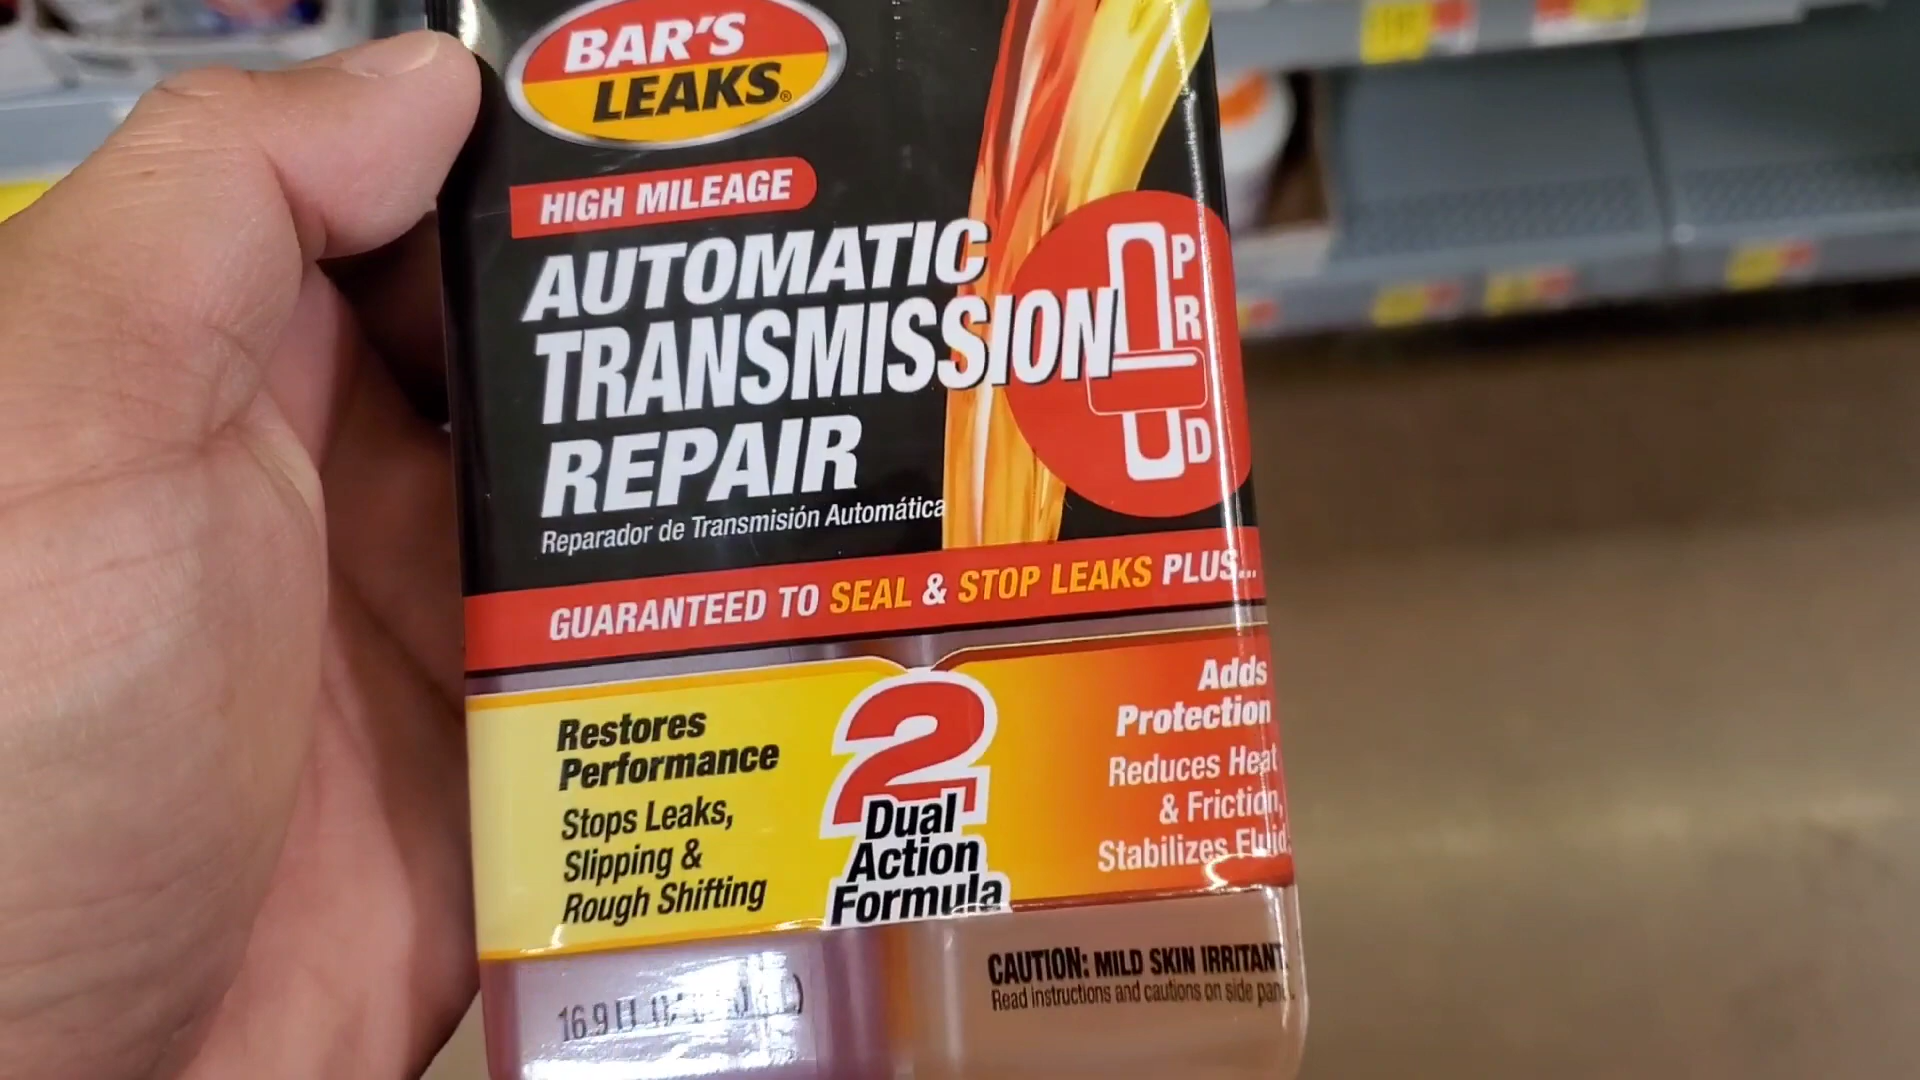 BAR'S
LEAKS®
HIGH MILEAGE
AUTOMATIC
TRANSMISSION
REPAIR
Reparador de Transmisión Automática
P
R
D
GUARANTEED TO SEAL & STOP LEAKS PLUS...
Restores
Performance
Stops Leaks,
Slipping &
Rough Shifting
2
Dual
Action
Formula
Adds
Protection
Reduces Heat
& Friction,
Stabilizes Fluid
CAUTION: MILD SKIN IRRITANT.
Read instructions and cautions on side panel.
16.9